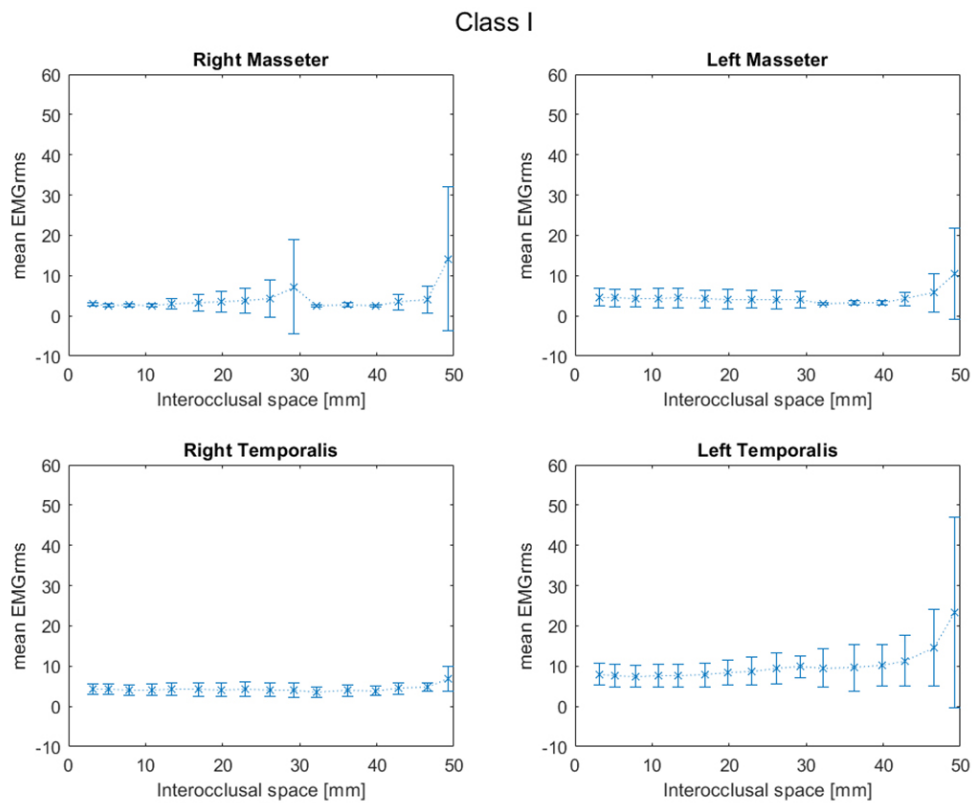 Class I
Right Masseter
60
50
40
30
20
10
0
-10
mean EMGrms
0 10 20 30 40 50
Interocclusal space [mm]
Left Masseter
60
50
40
30
20
10
0
-10
mean EMGrms
0 10 20 30 40 50
Interocclusal space [mm]
Right Temporalis
60
50
40
30
20
10
0
-10
mean EMGrms
0 10 20 30 40 50
Interocclusal space [mm]
Left Temporalis
60
50
40
30
20
10
0
-10
mean EMGrms
0 10 20 30 40 50
Interocclusal space [mm]